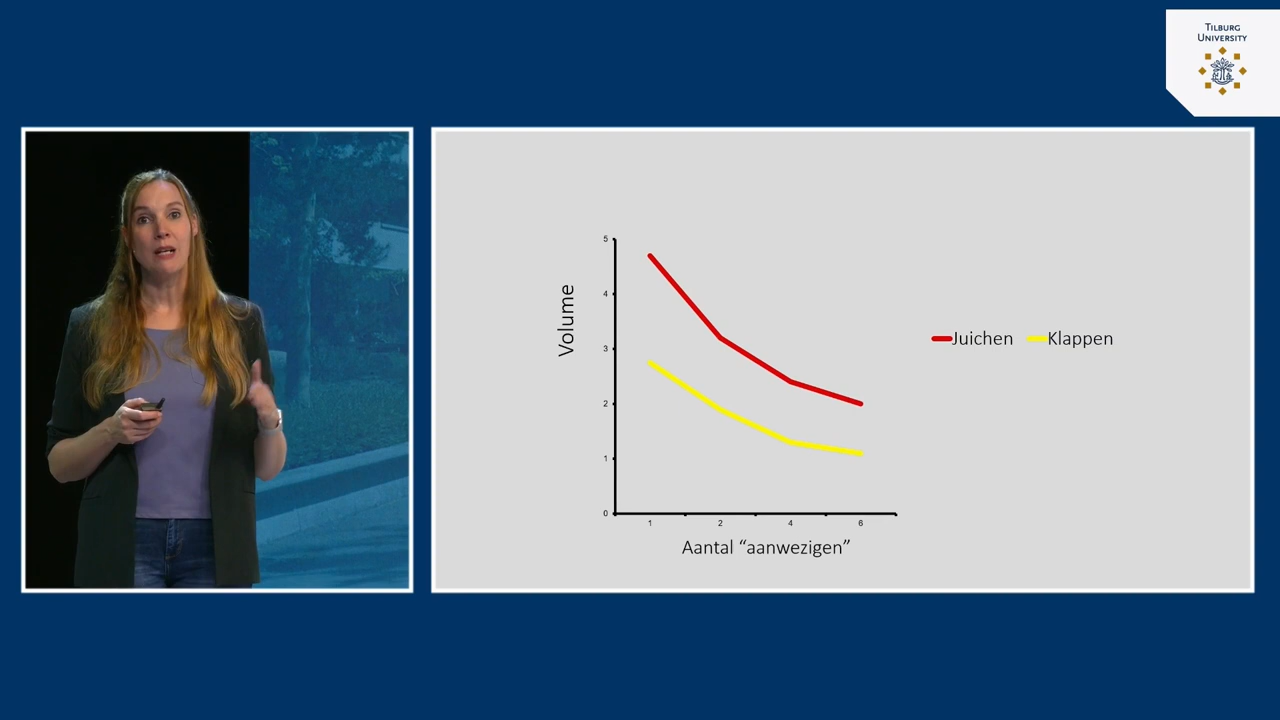 TILBURG
UNIVERSITY
5
4
3
2
1
0
Volume
1 2 4 6
Aantal “aanwezigen”
Juichen Klappen